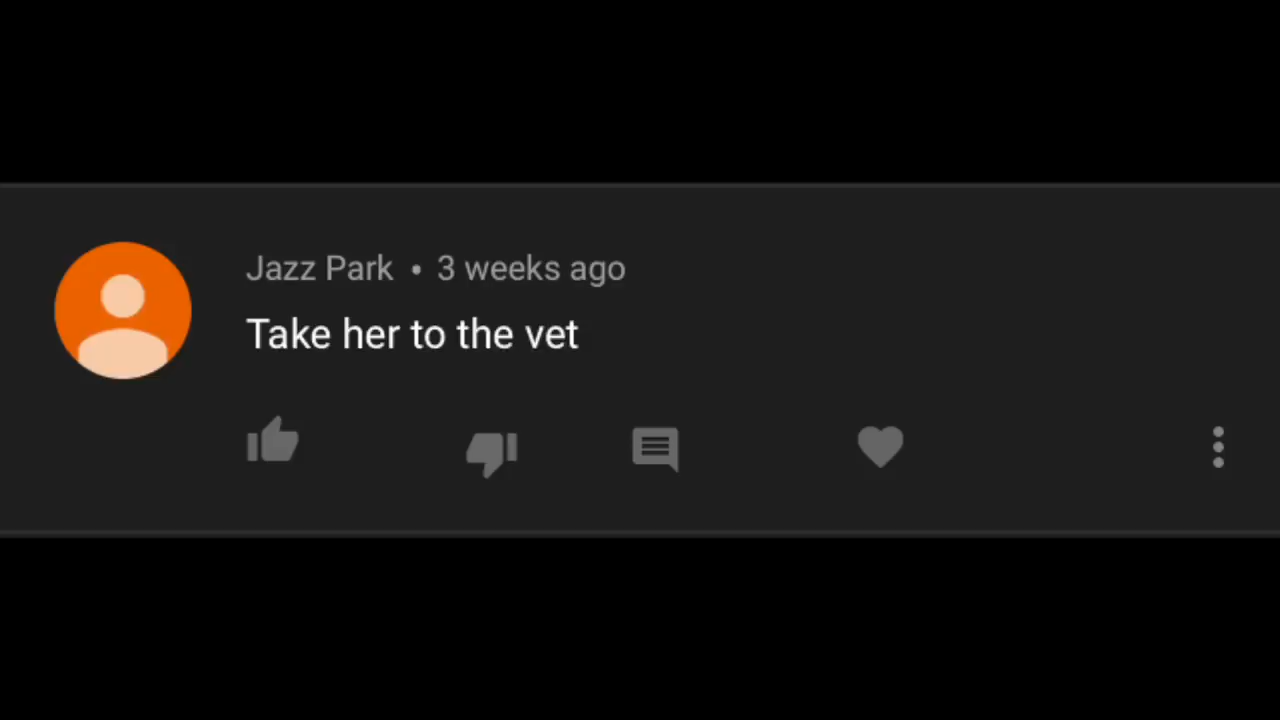 Jazz Park • 3 weeks ago
Take her to the vet